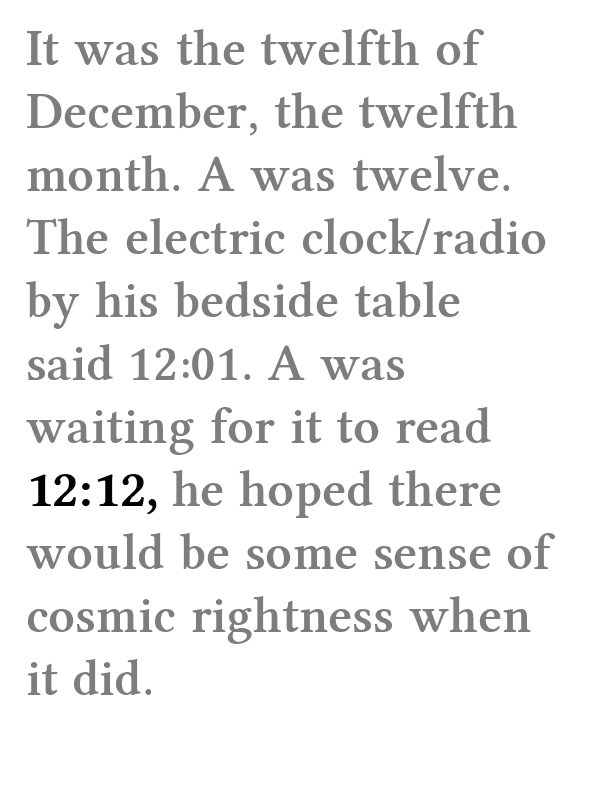 It was the twelfth of
December, the twelfth
month. A was twelve.
The electric clock/radio
by his bedside table
said 12:01. A was
waiting for it to read
12:12, he hoped there
would be some sense of
cosmic rightness when
it did.